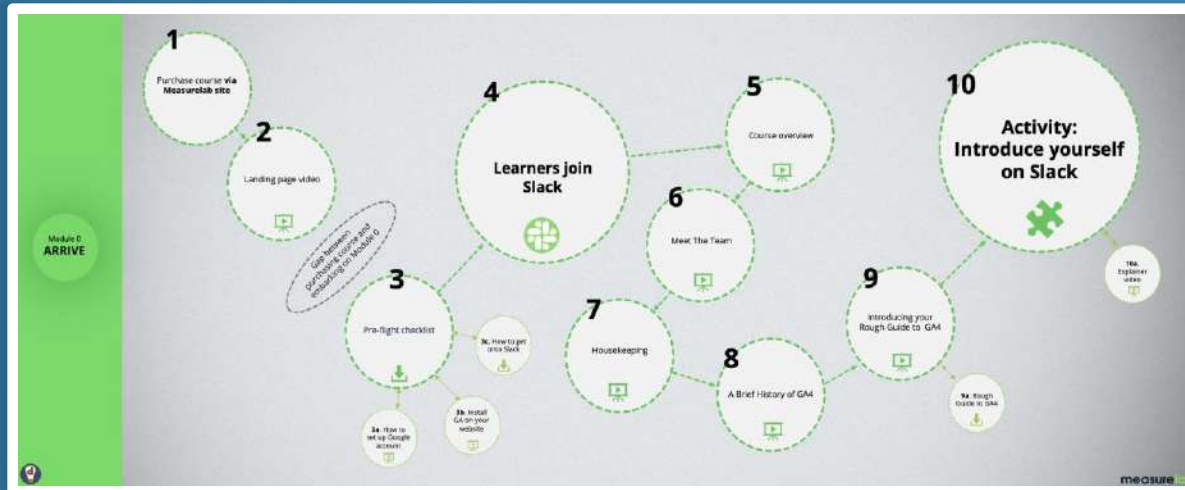 Module 0
ARRIVE
1
Purchase course via
Measurelab site
2
Landing page video
Gap between
purchasing course and
embarking on Module 0
3
Pre-flight checklist
3a. How to
set up Google
account
3b. Install
GA on your
website
3c. How to get
onto Slack
4
Learners join
Slack
5
Course overview
6
Meet The Team
7
Housekeeping
8
A Brief History of GA4
9
Introducing your
Rough Guide to GA4
9a. Rough
Guide to GA4
10
Activity:
Introduce yourself
on Slack
10a.
Explainer
video